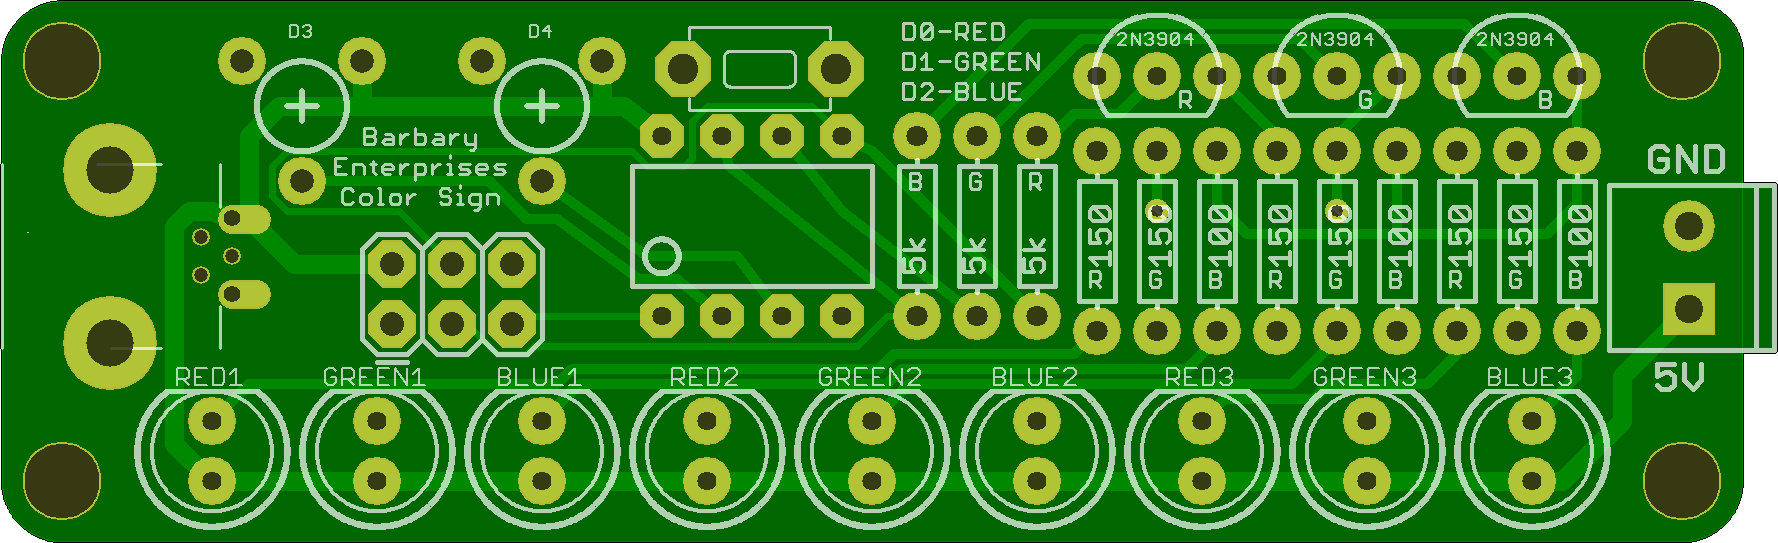 D3
D4
D0-RED
D1-GREEN
D2-BLUE
2N3904
2N3904
2N3904
R
G
B
Barbary
Enterprises
Color Sign
B
G
R
5k
5k
5k
R150
G150
B100
R150
G150
B100
R150
G150
B100
GND
5V
RED1
GREEN1
BLUE1
RED2
GREEN2
BLUE2
RED3
GREEN3
BLUE3